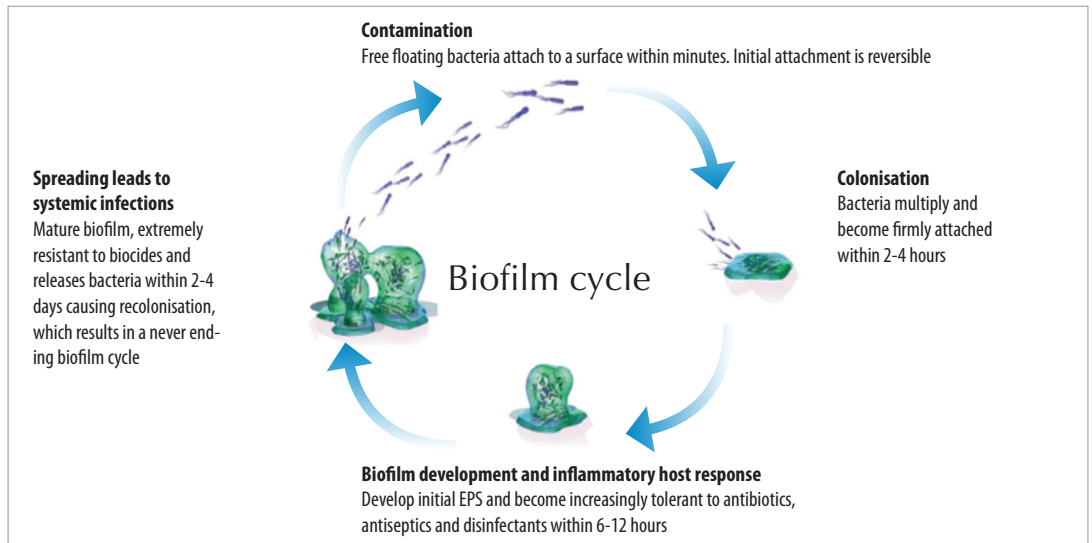 Contamination
Free floating bacteria attach to a surface within minutes. Initial attachment is reversible
Colonisation
Bacteria multiply and
become firmly attached
within 2-4 hours
Biofilm development and inflammatory host response
Develop initial EPS and become increasingly tolerant to antibiotics,
antiseptics and disinfectants within 6-12 hours
Spreading leads to
systemic infections
Mature biofilm, extremely
resistant to biocides and
releases bacteria within 2-4
days causing recolonisation,
which results in a never end-
ing biofilm cycle
Biofilm cycle